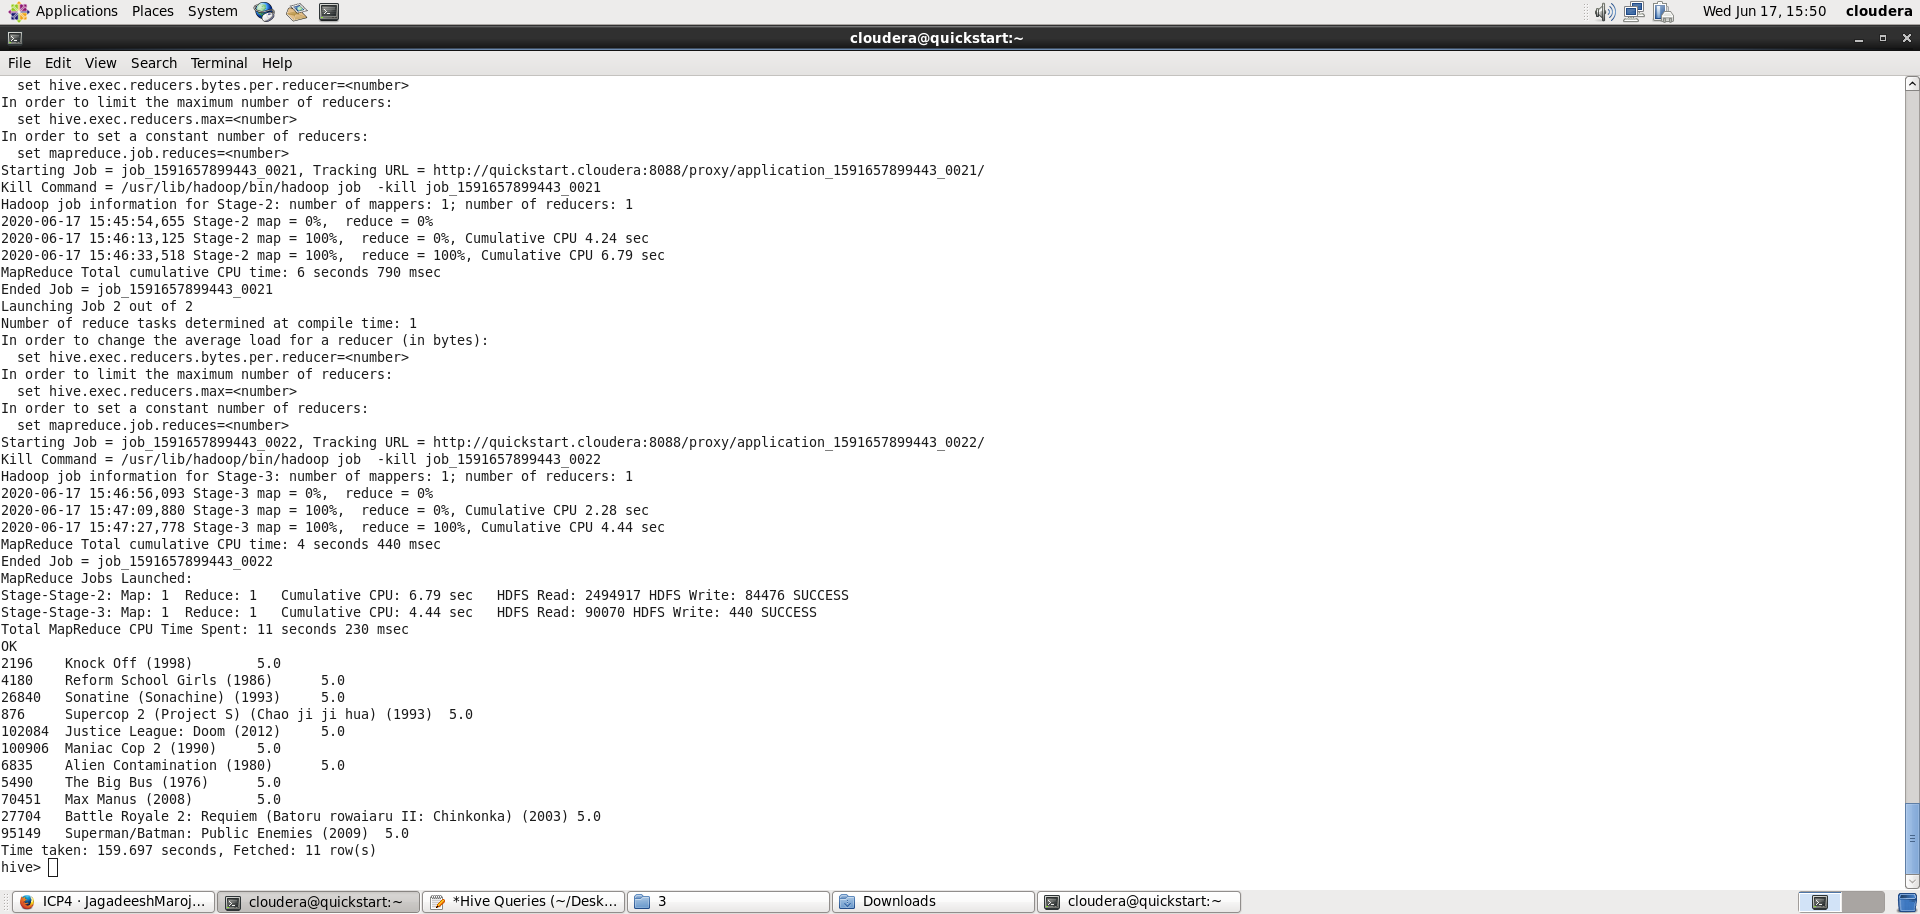 Applications Places System Wed Jun 17, 15:50 cloudera
cloudera@quickstart:~
File Edit View Search Terminal Help
  set hive.exec.reducers.bytes.per.reducer=<number>
In order to limit the maximum number of reducers:
  set hive.exec.reducers.max=<number>
In order to set a constant number of reducers:
  set mapreduce.job.reduces=<number>
Starting Job = job_1591657899443_0021, Tracking URL = http://quickstart.cloudera:8088/proxy/application_1591657899443_0021/
Kill Command = /usr/lib/hadoop/bin/hadoop job  -kill job_1591657899443_0021
Hadoop job information for Stage-2: number of mappers: 1; number of reducers: 1
2020-06-17 15:45:54,655 Stage-2 map = 0%,  reduce = 0%
2020-06-17 15:46:13,125 Stage-2 map = 100%,  reduce = 0%, Cumulative CPU 4.24 sec
2020-06-17 15:46:33,518 Stage-2 map = 100%,  reduce = 100%, Cumulative CPU 6.79 sec
MapReduce Total cumulative CPU time: 6 seconds 790 msec
Ended Job = job_1591657899443_0021
Launching Job 2 out of 2
Number of reduce tasks determined at compile time: 1
In order to change the average load for a reducer (in bytes):
  set hive.exec.reducers.bytes.per.reducer=<number>
In order to limit the maximum number of reducers:
  set hive.exec.reducers.max=<number>
In order to set a constant number of reducers:
  set mapreduce.job.reduces=<number>
Starting Job = job_1591657899443_0022, Tracking URL = http://quickstart.cloudera:8088/proxy/application_1591657899443_0022/
Kill Command = /usr/lib/hadoop/bin/hadoop job  -kill job_1591657899443_0022
Hadoop job information for Stage-3: number of mappers: 1; number of reducers: 1
2020-06-17 15:46:56,093 Stage-3 map = 0%,  reduce = 0%
2020-06-17 15:47:09,880 Stage-3 map = 100%,  reduce = 0%, Cumulative CPU 2.28 sec
2020-06-17 15:47:27,778 Stage-3 map = 100%,  reduce = 100%, Cumulative CPU 4.44 sec
MapReduce Total cumulative CPU time: 4 seconds 440 msec
Ended Job = job_1591657899443_0022
MapReduce Jobs Launched:
Stage-Stage-2: Map: 1  Reduce: 1   Cumulative CPU: 6.79 sec   HDFS Read: 2494917 HDFS Write: 84476 SUCCESS
Stage-Stage-3: Map: 1  Reduce: 1   Cumulative CPU: 4.44 sec   HDFS Read: 90070 HDFS Write: 440 SUCCESS
Total MapReduce CPU Time Spent: 11 seconds 230 msec
OK
2196    Knock Off (1998)        5.0
4180    Reform School Girls (1986)      5.0
26840   Sonatine (Sonachine) (1993)     5.0
876     Supercop 2 (Project S) (Chao ji ji hua) (1993)  5.0
102084  Justice League: Doom (2012)     5.0
100906  Maniac Cop 2 (1990)     5.0
6835    Alien Contamination (1980)      5.0
5490    The Big Bus (1976)      5.0
70451   Max Manus (2008)        5.0
27704   Battle Royale 2: Requiem (Batoru rowaiaru II: Chinkonka) (2003) 5.0
95149   Superman/Batman: Public Enemies (2009)  5.0
Time taken: 159.697 seconds, Fetched: 11 row(s)
hive>
ICP4 · JagadeeshMaroj... cloudera@quickstart:~ *Hive Queries (~/Desk... 3 Downloads cloudera@quickstart:~